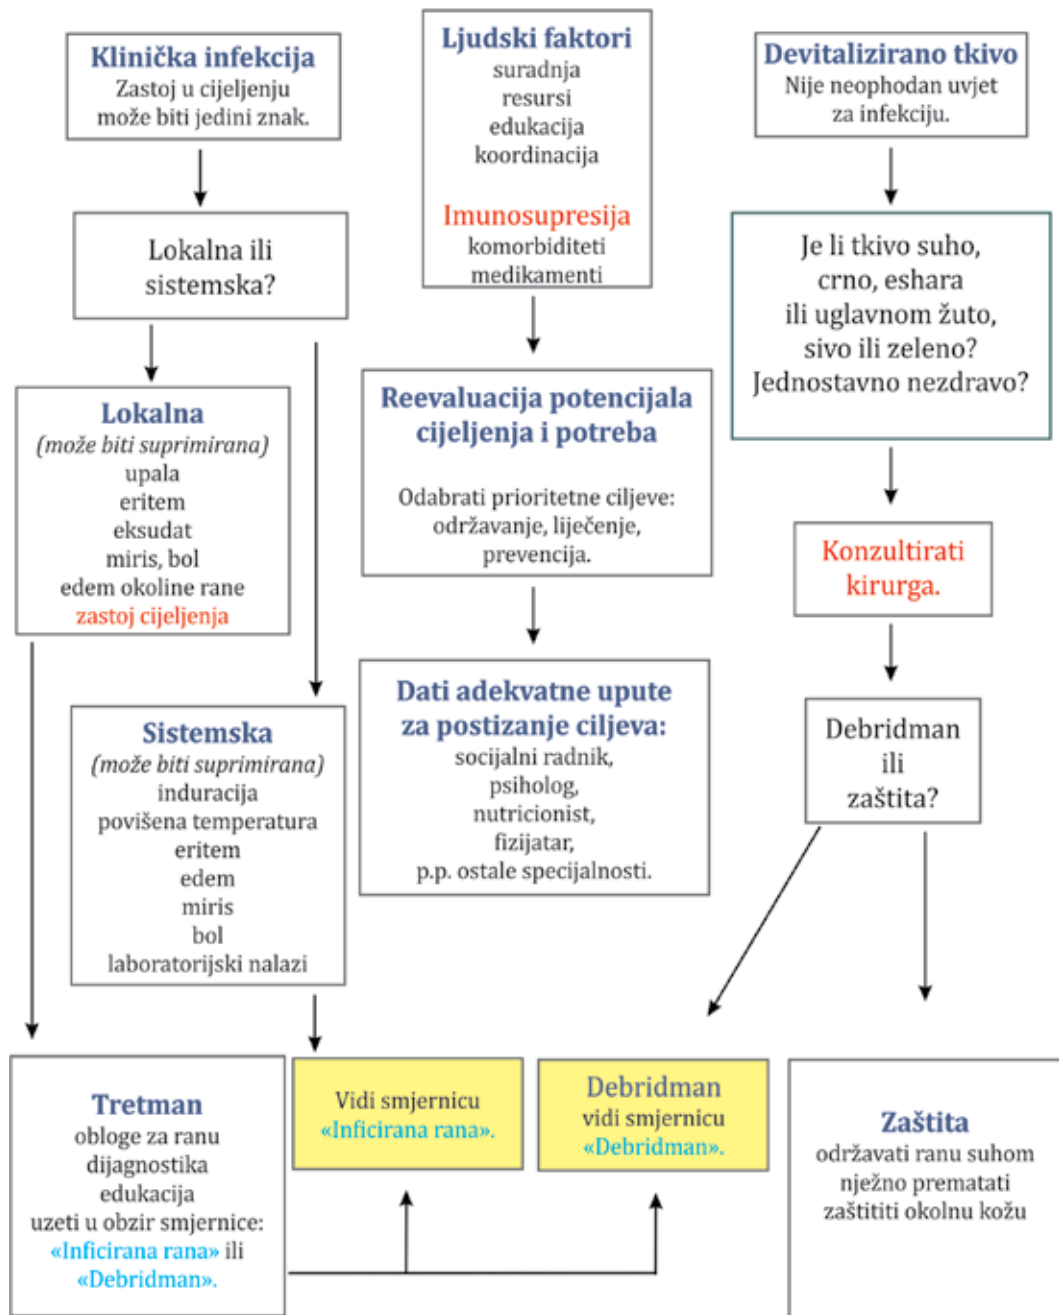 Klinička infekcija
Zastoj u cijeljenju
može biti jedini znak.
Lokalna ili
sistemska?
Lokalna
(može biti suprimirana)
upala
eritem
eksudat
miris, bol
edem okoline rane
zastoj cijeljenja
Sistemska
(može biti suprimirana)
induracija
povišena temperatura
eritem
edem
miris
bol
laboratorijski nalazi
Tretman
obloge za ranu
dijagnostika
edukacija
uzeti u obzir smjernice:
«Inficirana rana» ili
«Debridman».
Vidi smjernicu
«Inficirana rana».
Ljudski faktori
suradnja
resursi
edukacija
koordinacija
Imunosupresija
komorbiditeti
medikamenti
Reevaluacija potencijala
cijeljenja i potreba
Odabrati prioritetne ciljeve:
održavanje, liječenje,
prevencija.
Dati adekvatne upute
za postizanje ciljeva:
socijalni radnik,
psiholog,
nutricionist,
fizijatar,
p.p. ostale specijalnosti.
Devitalizirano tkivo
Nije neophodan uvjet
za infekciju.
Je li tkivo suho,
crno, eshara
ili uglavnom žuto,
sivo ili zeleno?
Jednostavno nezdravo?
Konzultirati
kirurga.
Debridman
ili
zaštita?
Debridman
vidi smjernicu
«Debridman».
Zaštita
održavati ranu suhom
nježno prematati
zaštititi okolnu kožu